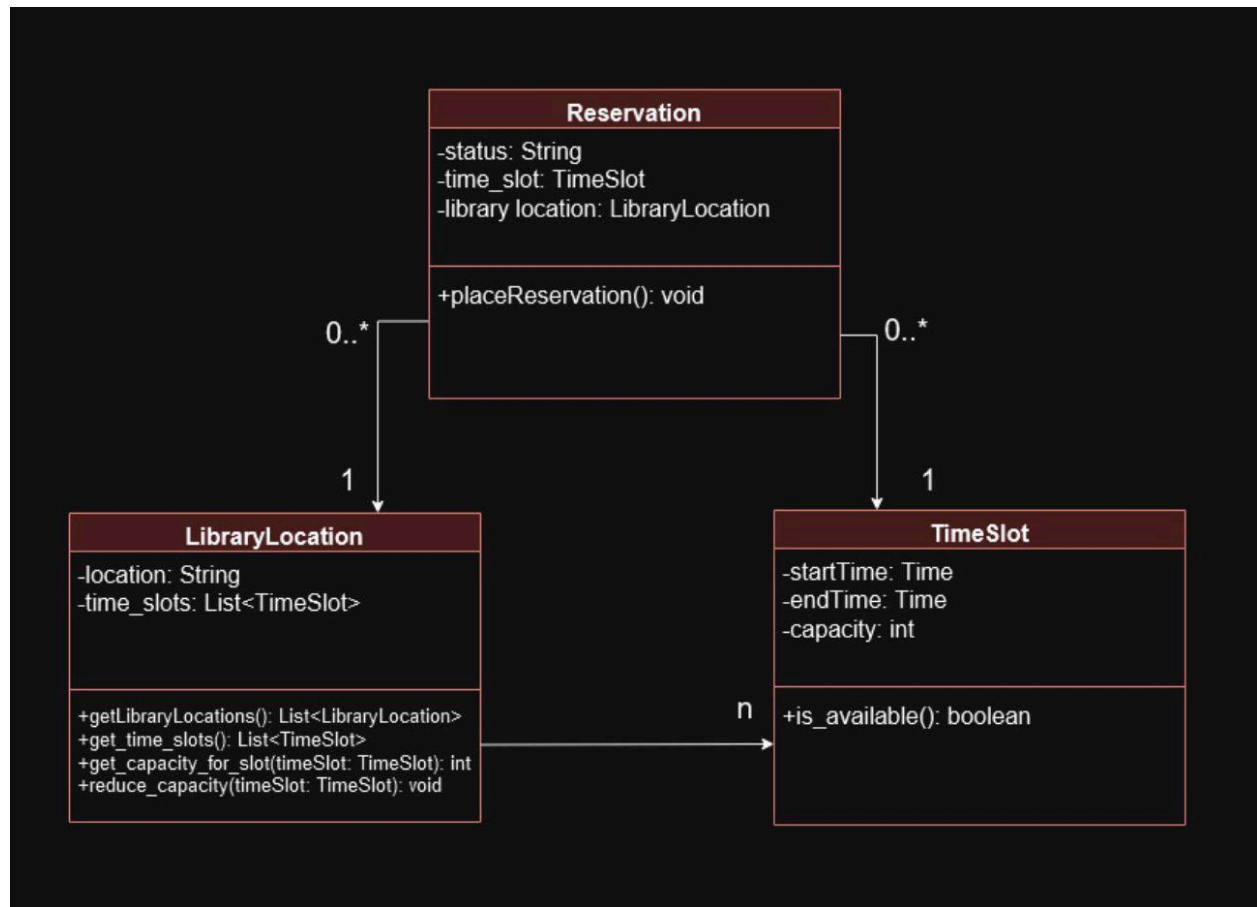 Reservation
-status: String
-time_slot: TimeSlot
-library location: LibraryLocation
+placeReservation(): void
0..*
0..*
1
1
LibraryLocation
-location: String
-time_slots: List<TimeSlot>
+getLibraryLocations(): List<LibraryLocation>
+get_time_slots(): List<TimeSlot>
+get_capacity_for_slot(timeSlot: TimeSlot): int
+reduce_capacity(timeSlot: TimeSlot): void
n
TimeSlot
-startTime: Time
-endTime: Time
-capacity: int
+is_available(): boolean